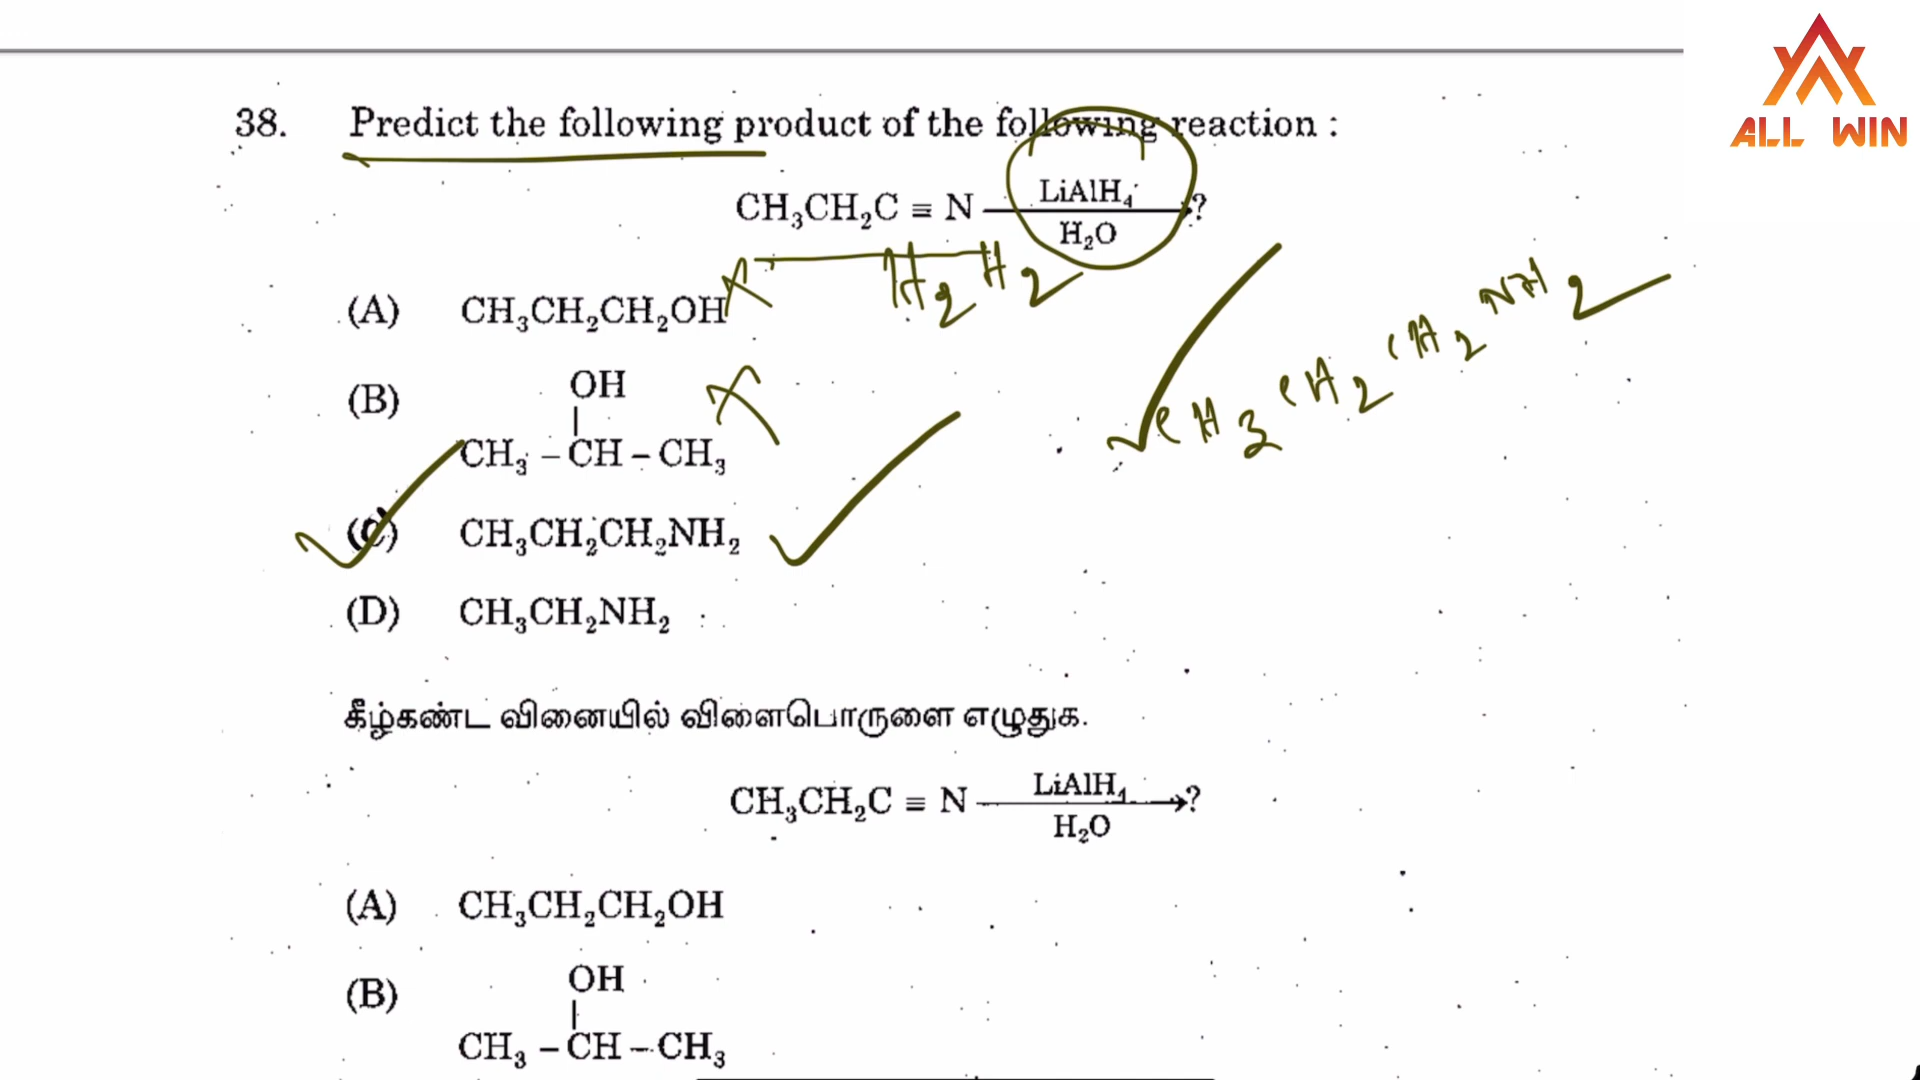 ALL WIN
38. Predict the following product of the following reaction :
CH₃CH₂C ≡ N LiAlH₄ / H₂O ?
H₂ H₂
(A) CH₃CH₂CH₂OH
CH₃CH₂CH₂NH₂
(B) OH
CH₃ – CH – CH₃
(C) CH₃CH₂CH₂NH₂
(D) CH₃CH₂NH₂
கீழ்கண்ட வினையில் விளைபொருளை எழுதுக.
CH₃CH₂C ≡ N LiAlH₄ / H₂O ?
(A) CH₃CH₂CH₂OH
(B) OH
CH₃ – CH – CH₃